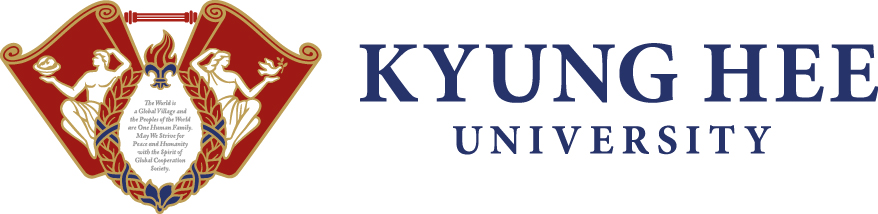 The World is
a Global Village and
the Peoples of the World
are One Human Family.
May We Strive for
Peace and Humanity
with the Spirit of
Global Cooperation
Society.
KYUNG HEE
UNIVERSITY